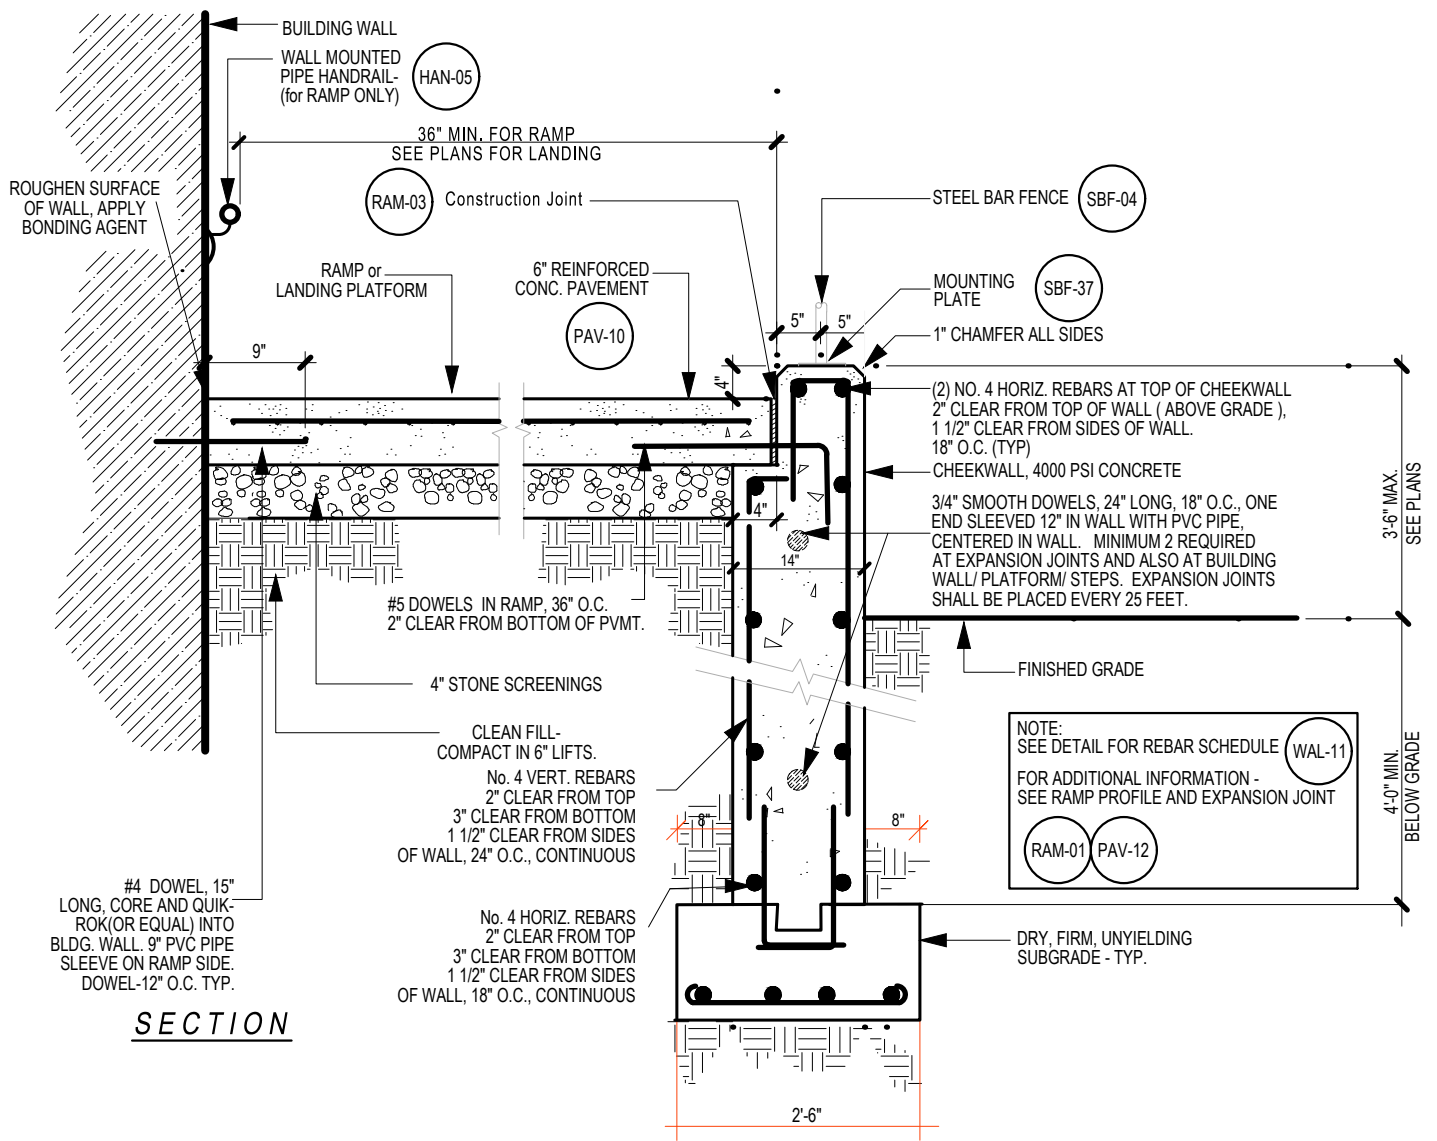 BUILDING WALL
WALL MOUNTED
PIPE HANDRAIL-
(for RAMP ONLY)
HAN-05
36" MIN. FOR RAMP
SEE PLANS FOR LANDING
ROUGHEN SURFACE
OF WALL, APPLY
BONDING AGENT
RAM-03
Construction Joint
STEEL BAR FENCE
SBF-04
RAMP or
LANDING PLATFORM
6" REINFORCED
CONC. PAVEMENT
PAV-10
MOUNTING
PLATE
SBF-37
5"
5"
1" CHAMFER ALL SIDES
9"
4"
(2) NO. 4 HORIZ. REBARS AT TOP OF CHEEKWALL
2" CLEAR FROM TOP OF WALL ( ABOVE GRADE ),
1 1/2" CLEAR FROM SIDES OF WALL.
18" O.C. (TYP)
CHEEKWALL, 4000 PSI CONCRETE
3/4" SMOOTH DOWELS, 24" LONG, 18" O.C., ONE
END SLEEVED 12" IN WALL WITH PVC PIPE,
CENTERED IN WALL. MINIMUM 2 REQUIRED
AT EXPANSION JOINTS AND ALSO AT BUILDING
WALL/ PLATFORM/ STEPS. EXPANSION JOINTS
SHALL BE PLACED EVERY 25 FEET.
3'-6" MAX.
SEE PLANS
4"
14"
#5 DOWELS IN RAMP, 36" O.C.
2" CLEAR FROM BOTTOM OF PVMT.
FINISHED GRADE
4" STONE SCREENINGS
CLEAN FILL-
COMPACT IN 6" LIFTS.
NOTE:
SEE DETAIL FOR REBAR SCHEDULE
WAL-11
FOR ADDITIONAL INFORMATION -
SEE RAMP PROFILE AND EXPANSION JOINT
RAM-01
PAV-12
4'-0" MIN.
BELOW GRADE
No. 4 VERT. REBARS
2" CLEAR FROM TOP
3" CLEAR FROM BOTTOM
1 1/2" CLEAR FROM SIDES
OF WALL, 24" O.C., CONTINUOUS
8"
8"
#4 DOWEL, 15"
LONG, CORE AND QUIK-
ROK(OR EQUAL) INTO
BLDG. WALL. 9" PVC PIPE
SLEEVE ON RAMP SIDE.
DOWEL-12" O.C. TYP.
No. 4 HORIZ. REBARS
2" CLEAR FROM TOP
3" CLEAR FROM BOTTOM
1 1/2" CLEAR FROM SIDES
OF WALL, 18" O.C., CONTINUOUS
DRY, FIRM, UNYIELDING
SUBGRADE - TYP.
SECTION
2'-6"